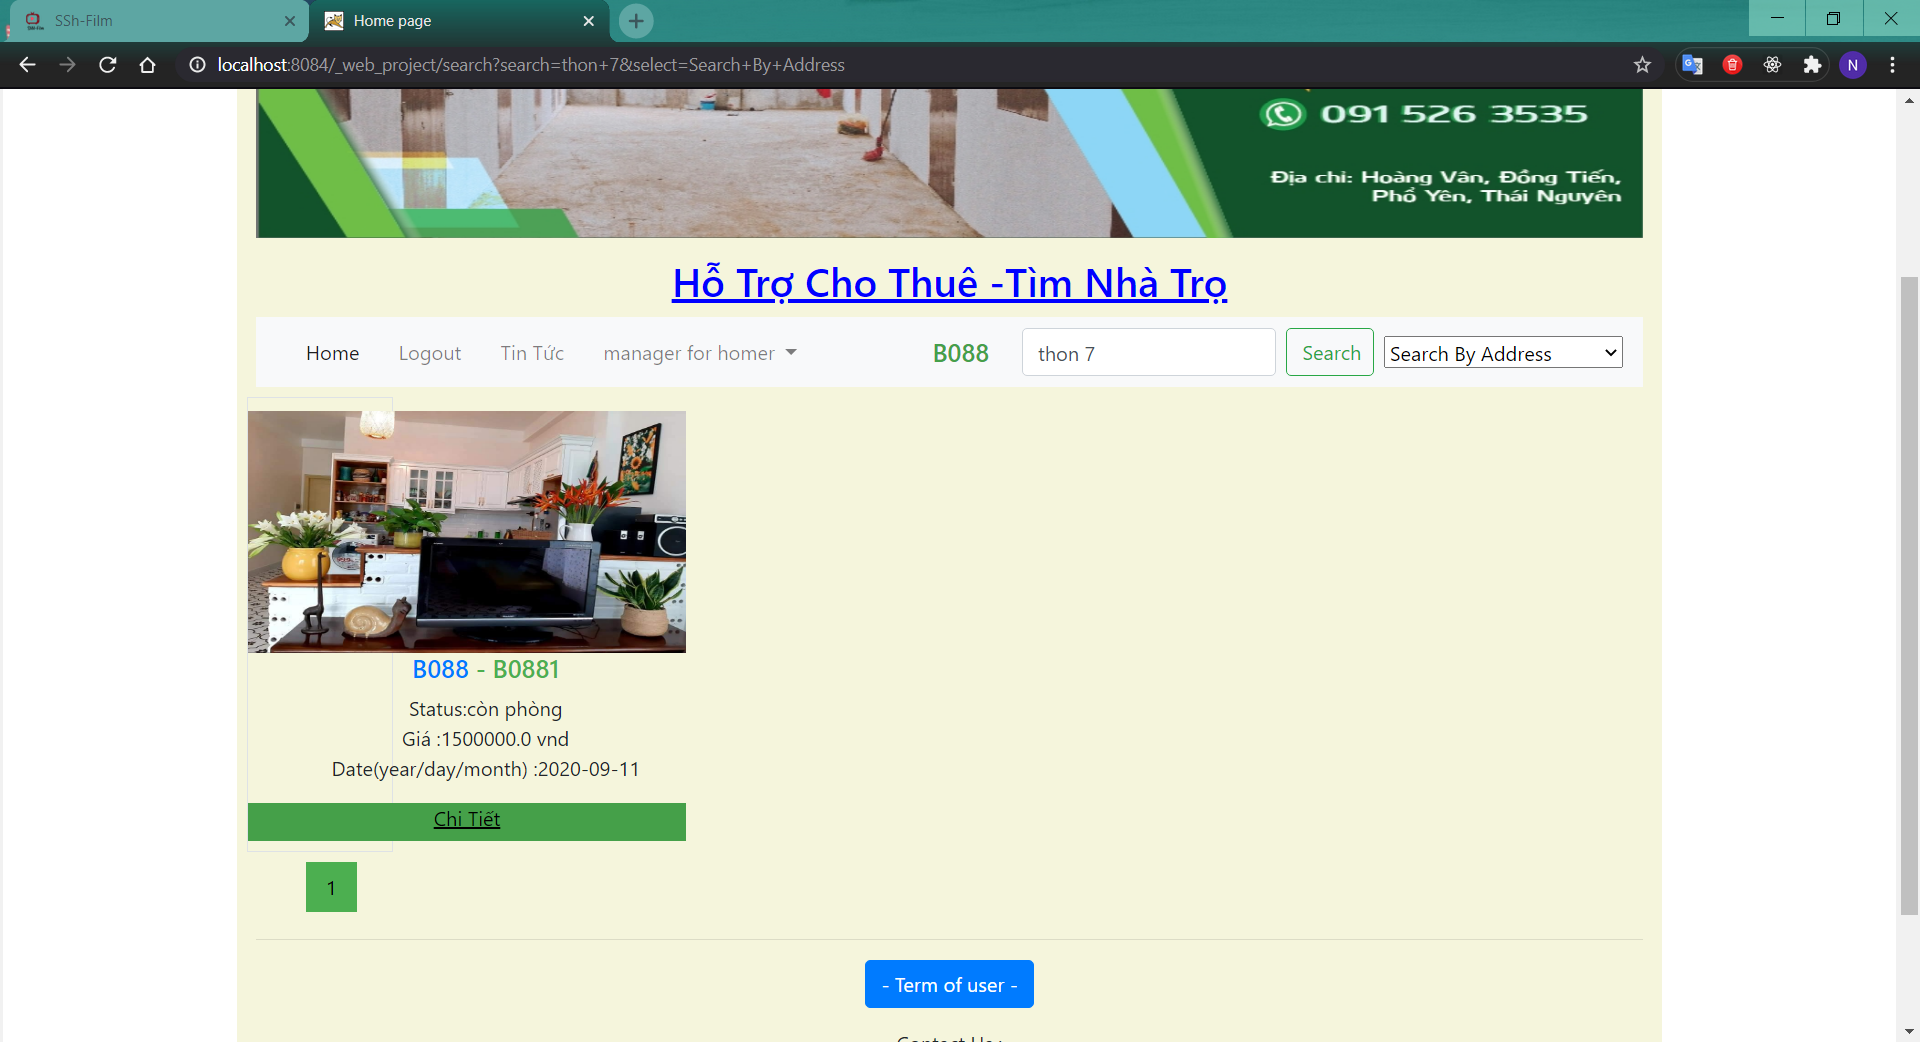 SSh-Film
Home page
localhost:8084/_web_project/search?search=thon+7&select=Search+By+Address
N
091 526 3535
Địa chỉ: Hoàng Vân, Đồng Tiến,
Phổ Yên, Thái Nguyên
Hỗ Trợ Cho Thuê -Tìm Nhà Trọ
Home Logout Tin Tức manager for homer B088 thon 7 Search Search By Address
B088 - B0881
Status:còn phòng
Giá :1500000.0 vnd
Date(year/day/month) :2020-09-11
Chi Tiết
1
- Term of user -